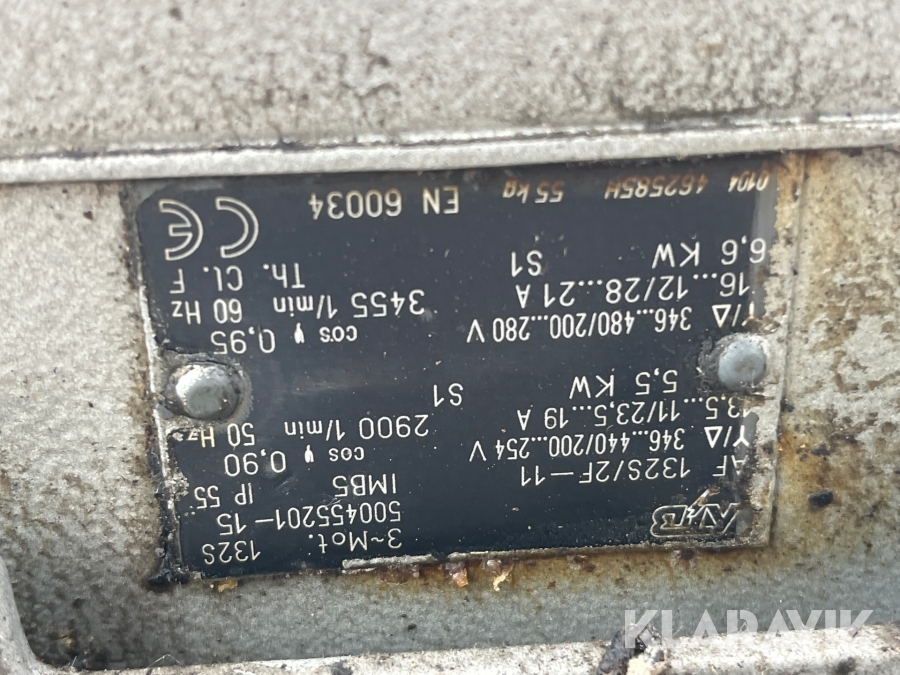 3~Mot. 132S
500455201-15
AF 132S/2F-11 IMB5 IP 55
Y/Δ 346...440/200...254 V cos φ 0,90
13,5...11/23,5...19 A 2900 1/min 50 Hz
5,5 KW S1
Y/Δ 346...480/200...280 V cos φ 0,95
16...12/28...21 A 3455 1/min 60 Hz
6,6 KW S1 Th. Cl. F
0104 462585H 55 kg EN 60034 CE
KLARAVIK